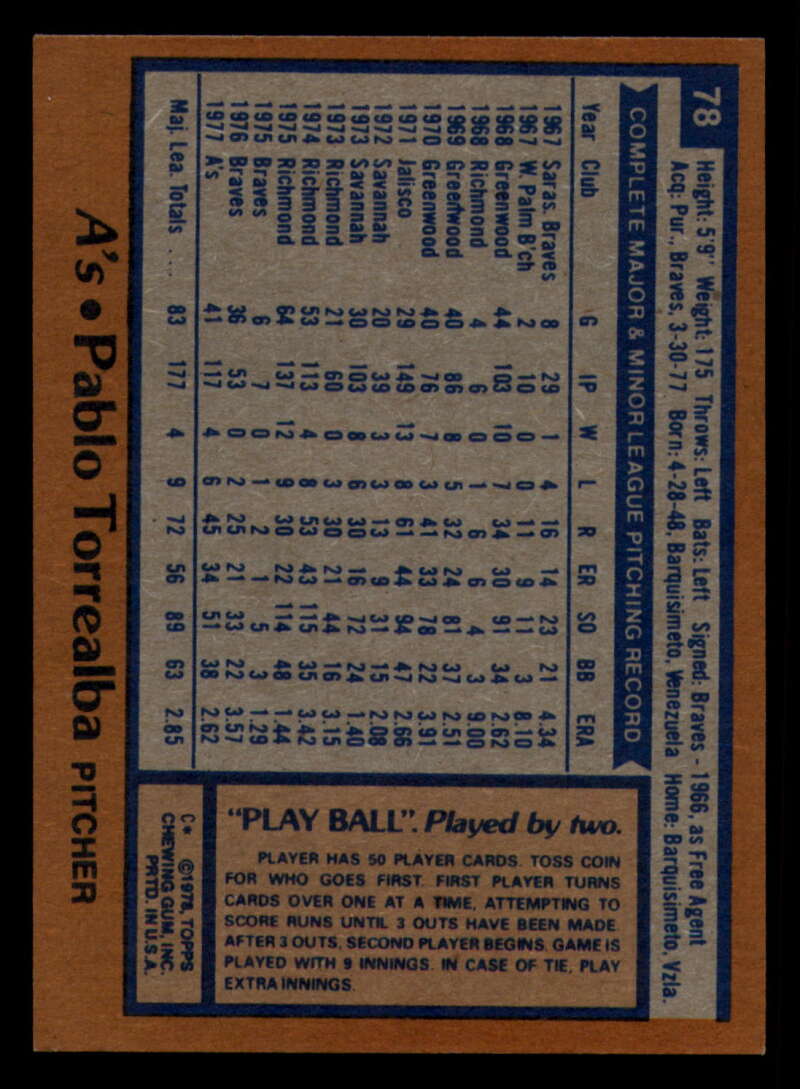 78
Height: 5'9" Weight: 175 Throws: Left Bats: Left Signed: Braves - 1966, as Free Agent
Acq: Pur., Braves, 3-30-77 Born: 4-28-48, Barquisimeto, Venezuela Home: Barquisimeto, Vzla.
COMPLETE MAJOR & MINOR LEAGUE PITCHING RECORD
Year Club G IP W L R ER SO BB ERA
1967 Saras. Braves 8 29 1 4 16 14 23 21 4.34
1967 W. Palm B'ch 2 10 0 0 11 9 11 3 8.10
1968 Greenwood 44 103 10 7 34 30 91 34 2.62
1968 Richmond 4 6 0 1 6 6 4 3 9.00
1969 Greenwood 40 86 8 5 32 24 81 37 2.51
1970 Greenwood 40 76 7 3 41 33 78 22 3.91
1971 Jalisco 29 149 13 8 61 44 94 47 2.66
1972 Savannah 20 39 3 3 13 9 31 15 2.08
1973 Savannah 30 103 8 6 30 16 72 24 1.40
1973 Richmond 21 60 0 3 30 21 44 16 3.15
1974 Richmond 53 113 4 8 53 43 115 35 3.42
1975 Richmond 64 137 12 9 30 22 114 48 1.44
1975 Braves 6 7 0 1 2 1 5 3 1.29
1976 Braves 36 53 0 2 25 21 33 22 3.57
1977 A's 41 117 4 6 45 34 51 38 2.62
Maj. Lea. Totals .... 83 177 4 9 72 56 89 63 2.85
"PLAY BALL". Played by two.
PLAYER HAS 50 PLAYER CARDS. TOSS COIN
FOR WHO GOES FIRST. FIRST PLAYER TURNS
CARDS OVER ONE AT A TIME, ATTEMPTING TO
SCORE RUNS UNTIL 3 OUTS HAVE BEEN MADE.
AFTER 3 OUTS, SECOND PLAYER BEGINS. GAME IS
PLAYED WITH 9 INNINGS. IN CASE OF TIE, PLAY
EXTRA INNINGS.
C* ©1978, TOPPS
CHEWING GUM, INC.
PRTD. IN U.S.A.
A's • Pablo Torrealba PITCHER